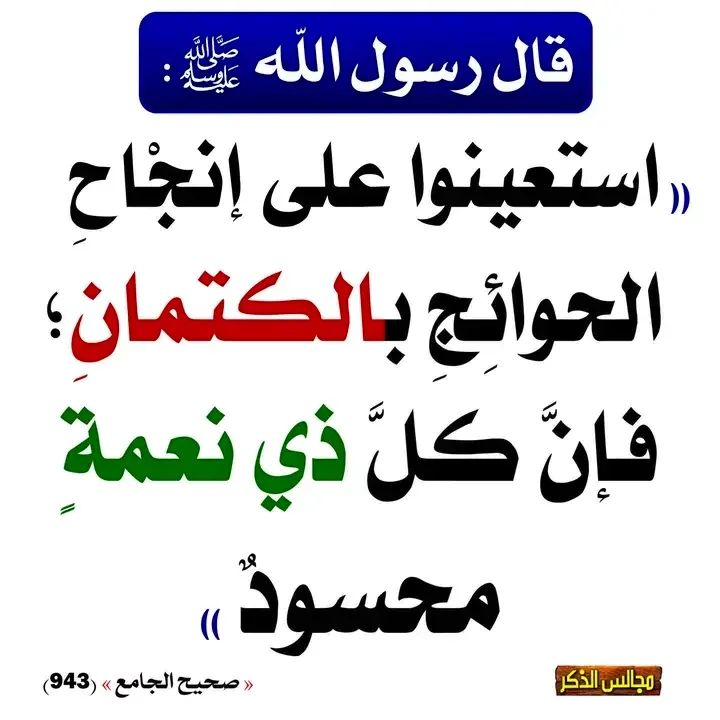 قال رسول الله ﷺ :
(( استعينوا على إنجْاحِ
الحوائِجِ بالكتمانِ؛
فإنَّ كلَّ ذي نعمةٍ
محسودٌ ))
« صحيح الجامع » (943)
مجالس الذكر